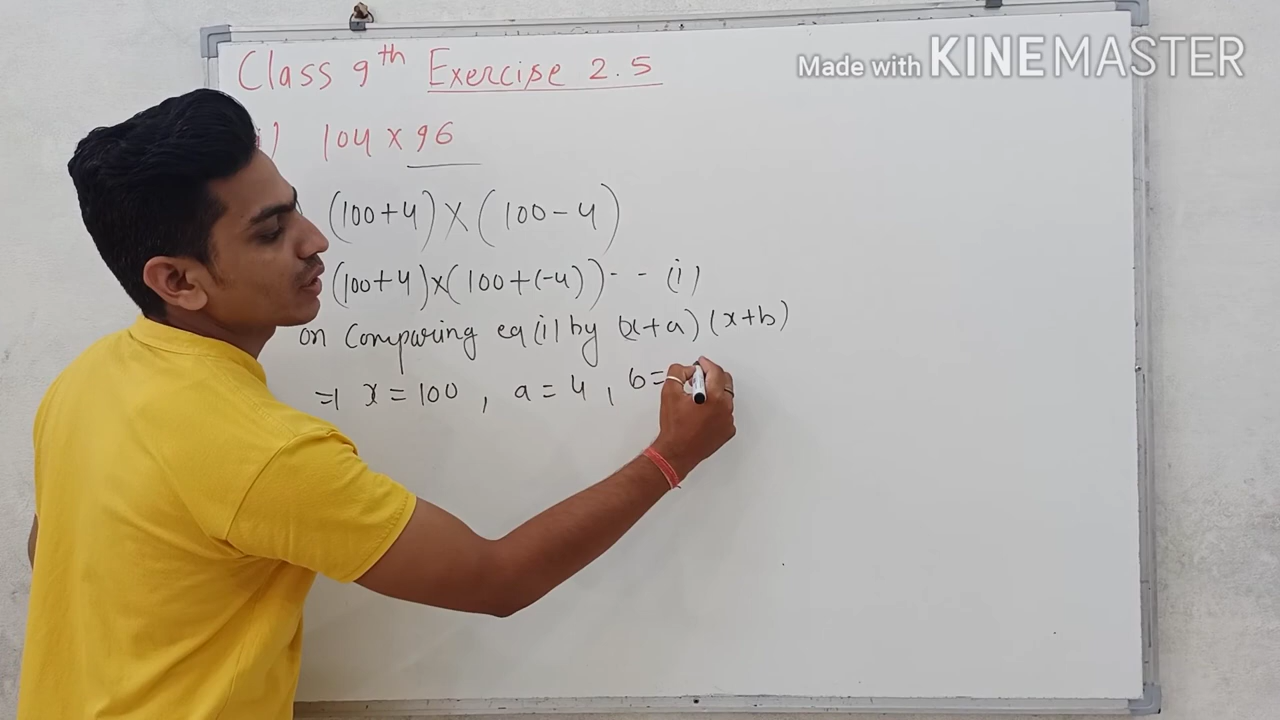 Class 9th Exercise 2.5
Made with KINEMASTER
) 104 × 96
(100+4) × (100-4)
(100+4)×(100+(-4)) - - - (i)
on Comparing eq (i) by (x+a) (x+b)
⇒ x = 100 , a = 4 , b =